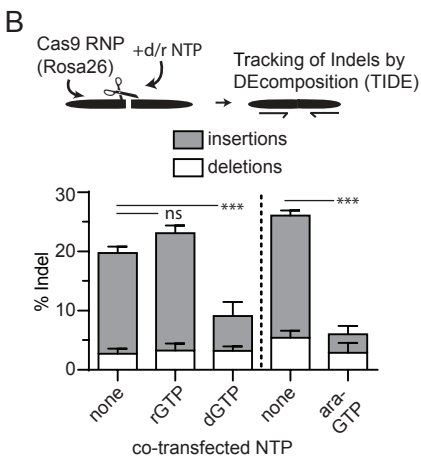 B
Cas9 RNP
(Rosa26)
+d/r NTP
Tracking of Indels by
DEcomposition (TIDE)
insertions
deletions
30
20
10
0
% Indel
ns
***
***
none
rGTP
dGTP
none
ara-
GTP
co-transfected NTP